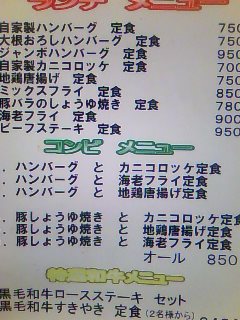 ランチ メニュー
自家製ハンバーグ 定食 750
大根おろしハンバーグ 定食
ジャンボハンバーグ 定食 950
自家製カニコロッケ 定食 700
地鶏唐揚げ 定食 750
ミックスフライ 定食 850
豚バラのしょうゆ焼き 定食 780
海老フライ 定食 900
ビーフステーキ 定食 950
コンビ メニュー
. ハンバーグ と カニコロッケ定食
. ハンバーグ と 海老フライ定食
. ハンバーグ と 地鶏唐揚げ定食
. 豚しょうゆ焼き と カニコロッケ定食
. 豚しょうゆ焼き と 地鶏唐揚げ定食
. 豚しょうゆ焼き と 海老フライ定食
オール 850
特選和牛メニュー
黒毛和牛ロースステーキ セット
黒毛和牛すきやき 定食 (2名様から)